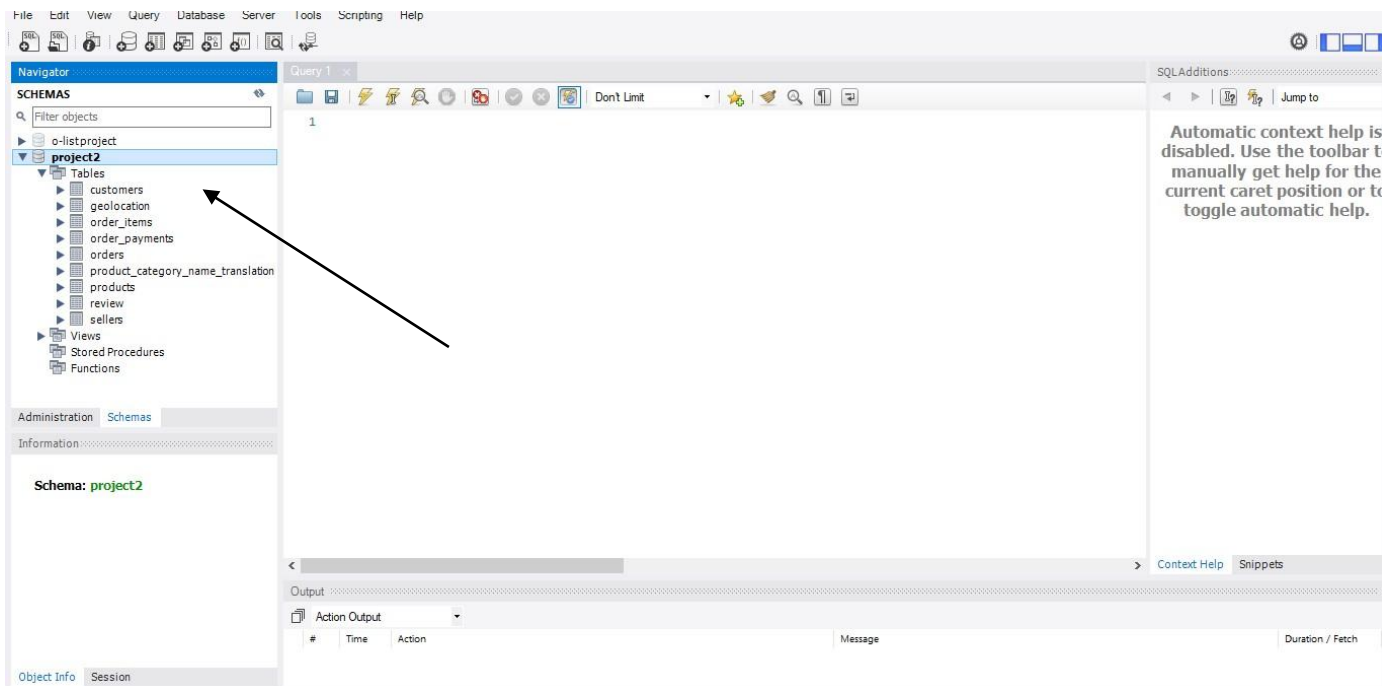 File Edit View Query Database Server Tools Scripting Help
Navigator
SCHEMAS
Filter objects
o-listproject
project2
Tables
customers
geolocation
order_items
order_payments
orders
product_category_name_translation
products
review
sellers
Views
Stored Procedures
Functions
Administration Schemas
Information
Schema: project2
Object Info Session
Query 1
Don't Limit
1
Output
Action Output
# Time Action Message Duration / Fetch
SQLAdditions
Jump to
Automatic context help is
disabled. Use the toolbar t
manually get help for the
current caret position or to
toggle automatic help.
Context Help Snippets